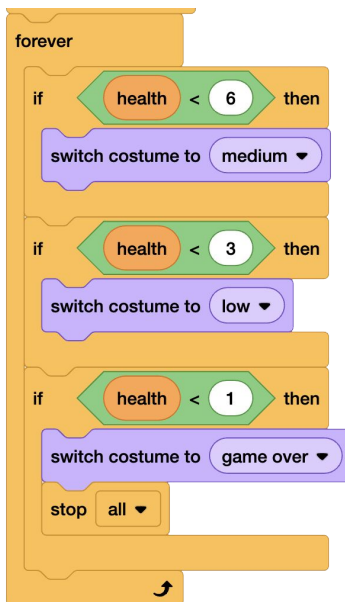 forever
if health < 6 then
switch costume to medium
if health < 3 then
switch costume to low
if health < 1 then
switch costume to game over
stop all